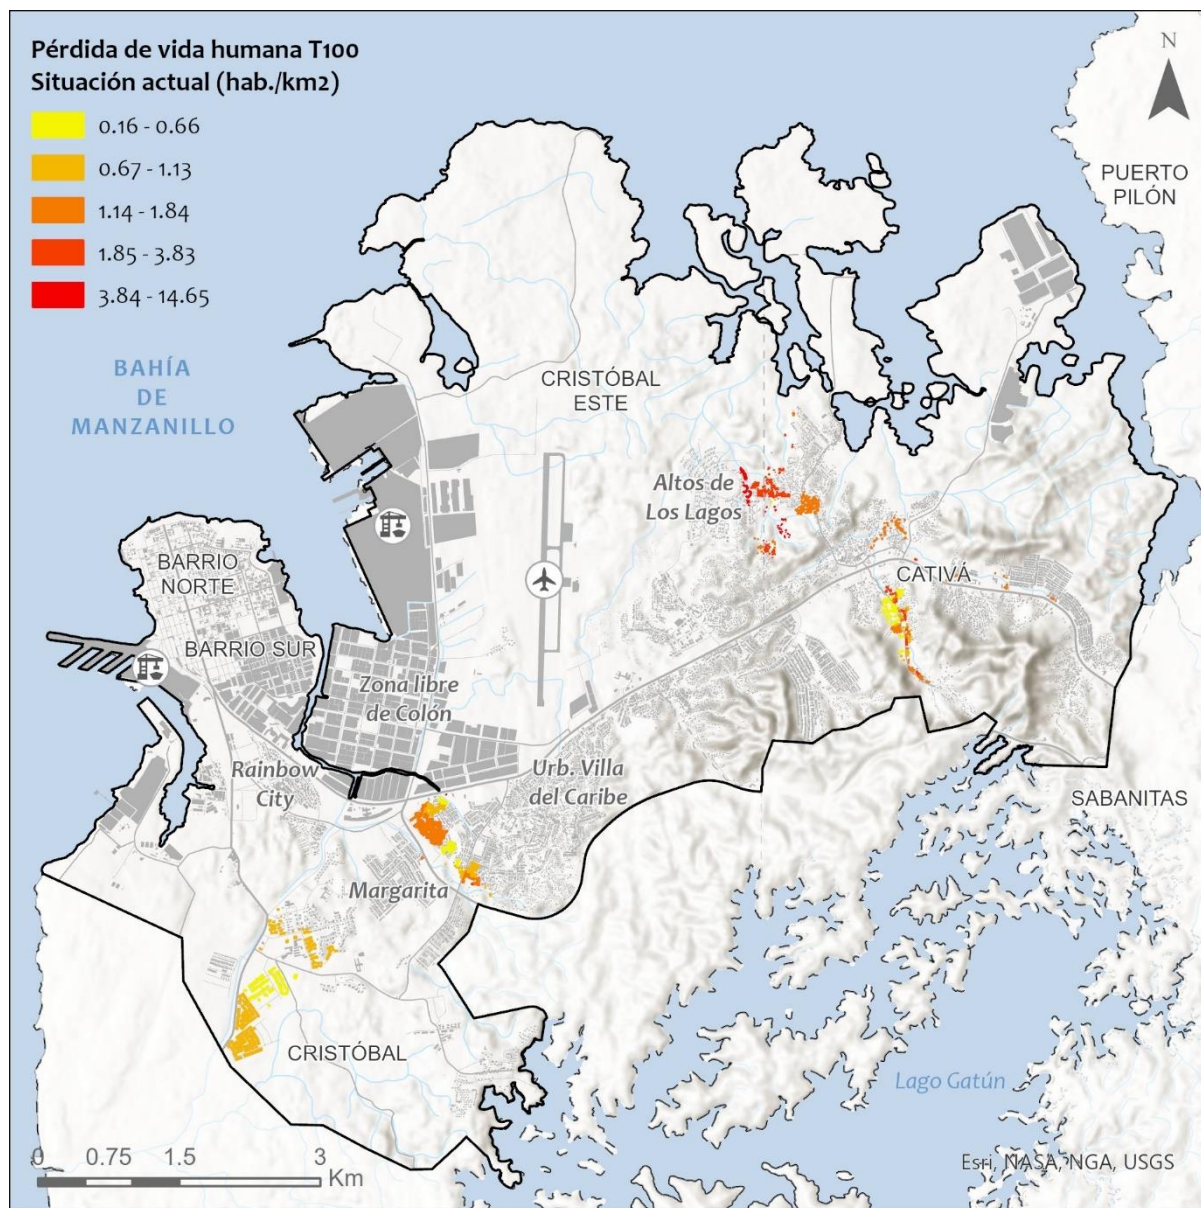 Pérdida de vida humana T100
Situación actual (hab./km2)
0.16 - 0.66
0.67 - 1.13
1.14 - 1.84
1.85 - 3.83
3.84 - 14.65
N
PUERTO
PILÓN
BAHÍA
DE
MANZANILLO
CRISTÓBAL
ESTE
Altos de
Los Lagos
BARRIO
NORTE
CATIVÁ
BARRIO SUR
Zona libre
de Colón
Rainbow
City
Urb. Villa
del Caribe
SABANITAS
Margarita
CRISTÓBAL
Lago Gatún
0 0.75 1.5 3
Km
Esri, NASA, NGA, USGS